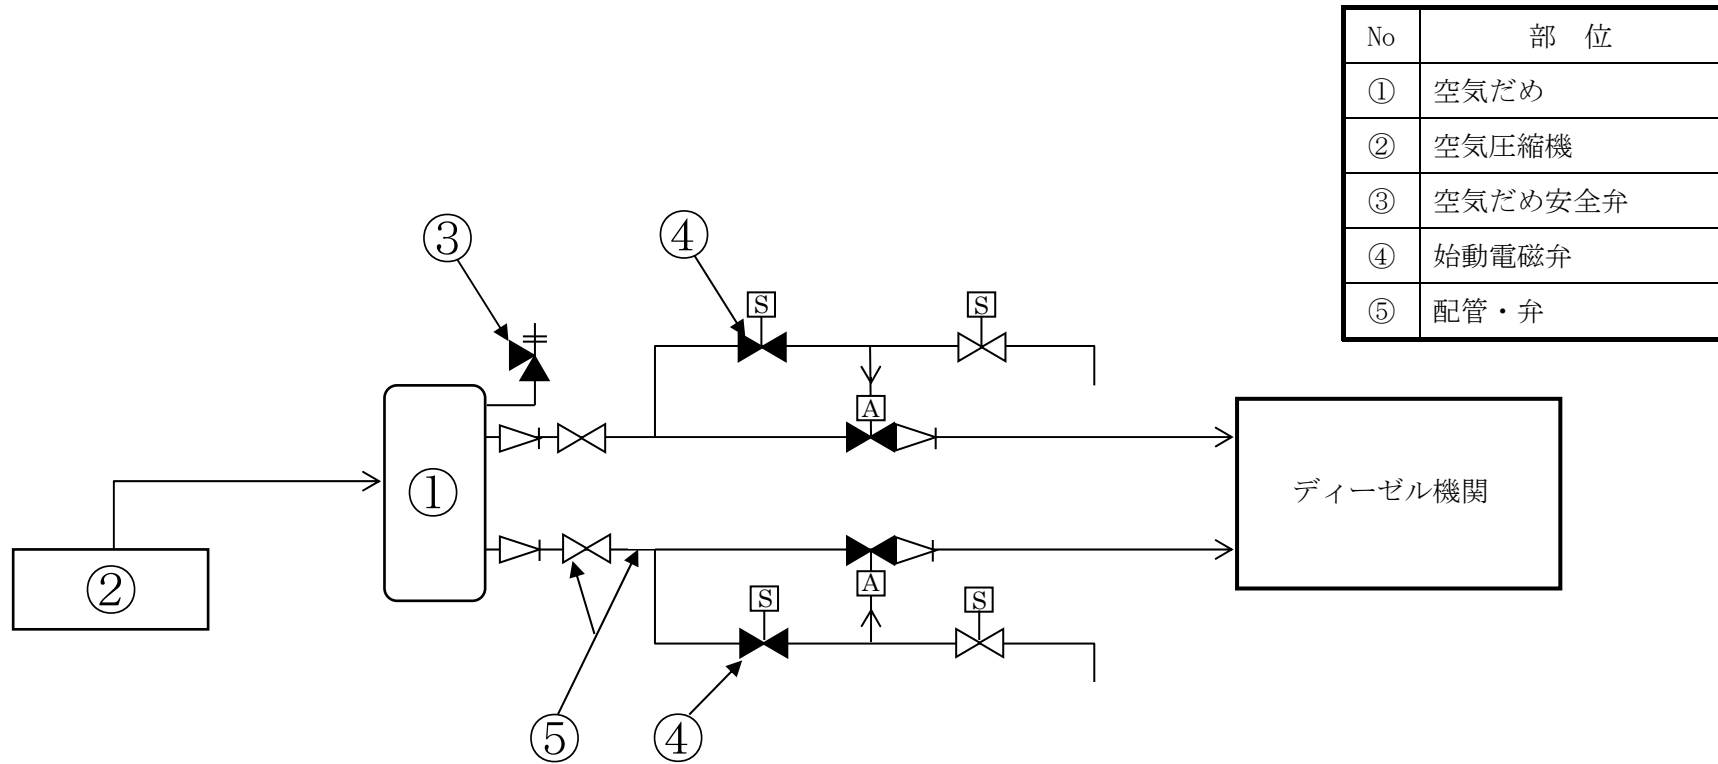 No 部 位
① 空気だめ
② 空気圧縮機
③ 空気だめ安全弁
④ 始動電磁弁
⑤ 配管・弁
③
④
S
S
A
①
ディーゼル機関
②
A
S
S
⑤
④